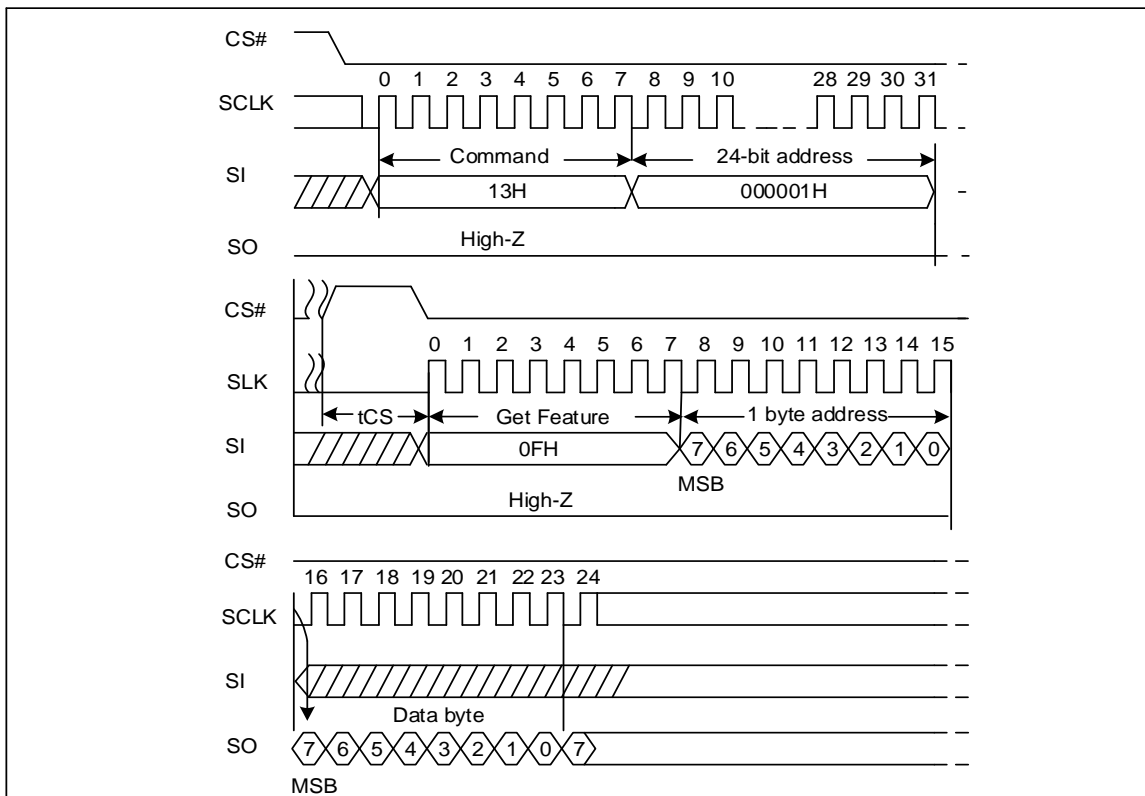 CS#
0 1 2 3 4 5 6 7 8 9 10 28 29 30 31
SCLK
Command 24-bit address
SI
13H 000001H
High-Z
SO
CS#
0 1 2 3 4 5 6 7 8 9 10 11 12 13 14 15
SLK
tCS Get Feature 1 byte address
SI
0FH 7 6 5 4 3 2 1 0
MSB
High-Z
SO
CS#
16 17 18 19 20 21 22 23 24
SCLK
SI
Data byte
SO 7 6 5 4 3 2 1 0 7
MSB